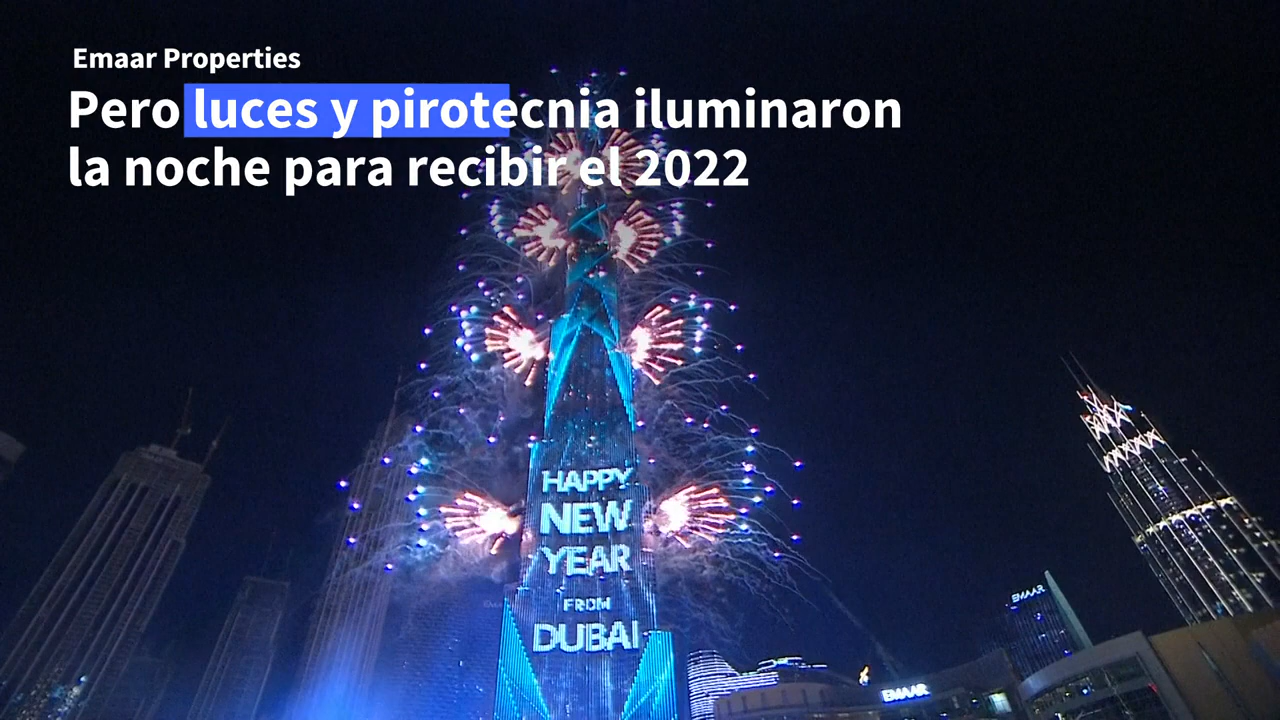 Emaar Properties
Pero luces y pirotecnia iluminaron
la noche para recibir el 2022
HAPPY
NEW
YEAR
FROM
DUBAI
EMAAR
EMAAR